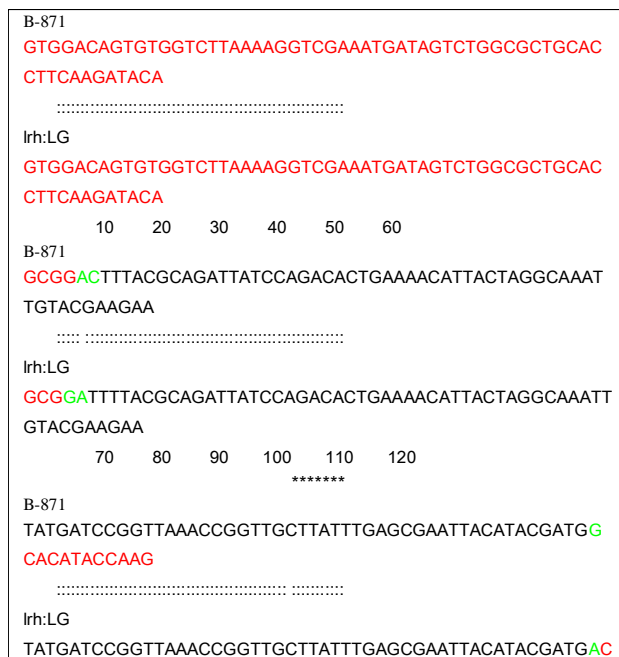 B-871
GTGGACAGTGTGGTCTTAAAAGGTCGAAATGATAGTCTGGCGCTGCAC
CTTCAAGATACA
:::::::::::::::::::::::::::::::::::::::::::::::::::::::::::
lrh:LG
GTGGACAGTGTGGTCTTAAAAGGTCGAAATGATAGTCTGGCGCTGCAC
CTTCAAGATACA
10 20 30 40 50 60
B-871
GCGGACTTTACGCAGATTATCCAGACACTGAAAACATTACTAGGCAAAT
TGTACGAAGAA
::::: :::::::::::::::::::::::::::::::::::::::::::::::::::::
lrh:LG
GCGGATTTTACGCAGATTATCCAGACACTGAAAACATTACTAGGCAAATT
GTACGAAGAA
70 80 90 100 110 120
*******
B-871
TATGATCCGGTTAAACCGGTTGCTTATTTGAGCGAATTACATACGATGG
CACATACCAAG
:::::::::::::::::::::::::::::::::::::::::::::::: :::::::::::
lrh:LG
TATGATCCGGTTAAACCGGTTGCTTATTTGAGCGAATTACATACGATGAC